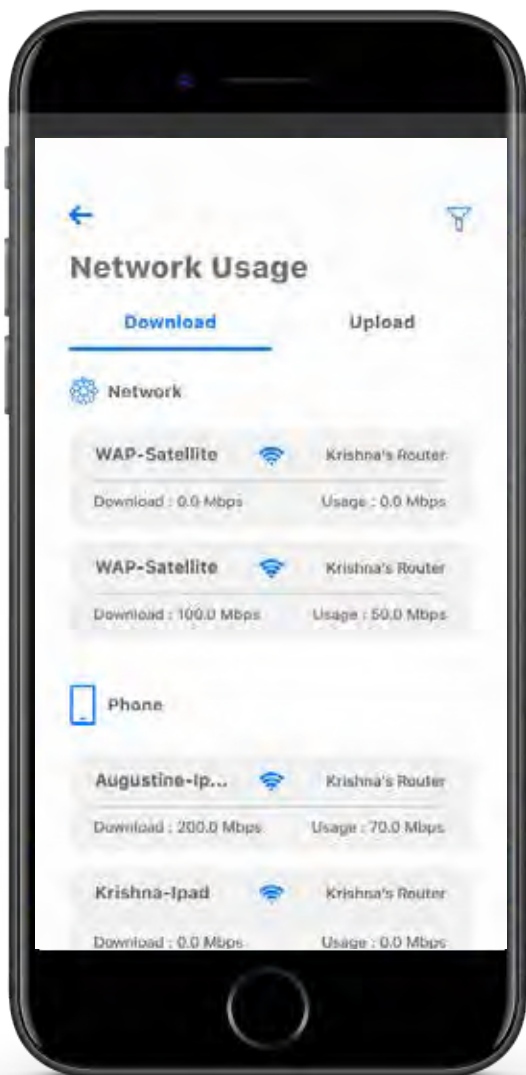 Network Usage
Download Upload
Network
WAP-Satellite Krishna's Router
Download : 0.0 Mbps Usage : 0.0 Mbps
WAP-Satellite Krishna's Router
Download : 100.0 Mbps Usage : 50.0 Mbps
Phone
Augustine-Ip... Krishna's Router
Download : 200.0 Mbps Usage : 70.0 Mbps
Krishna-Ipad Krishna's Router
Download : 0.0 Mbps Usage : 0.0 Mbps